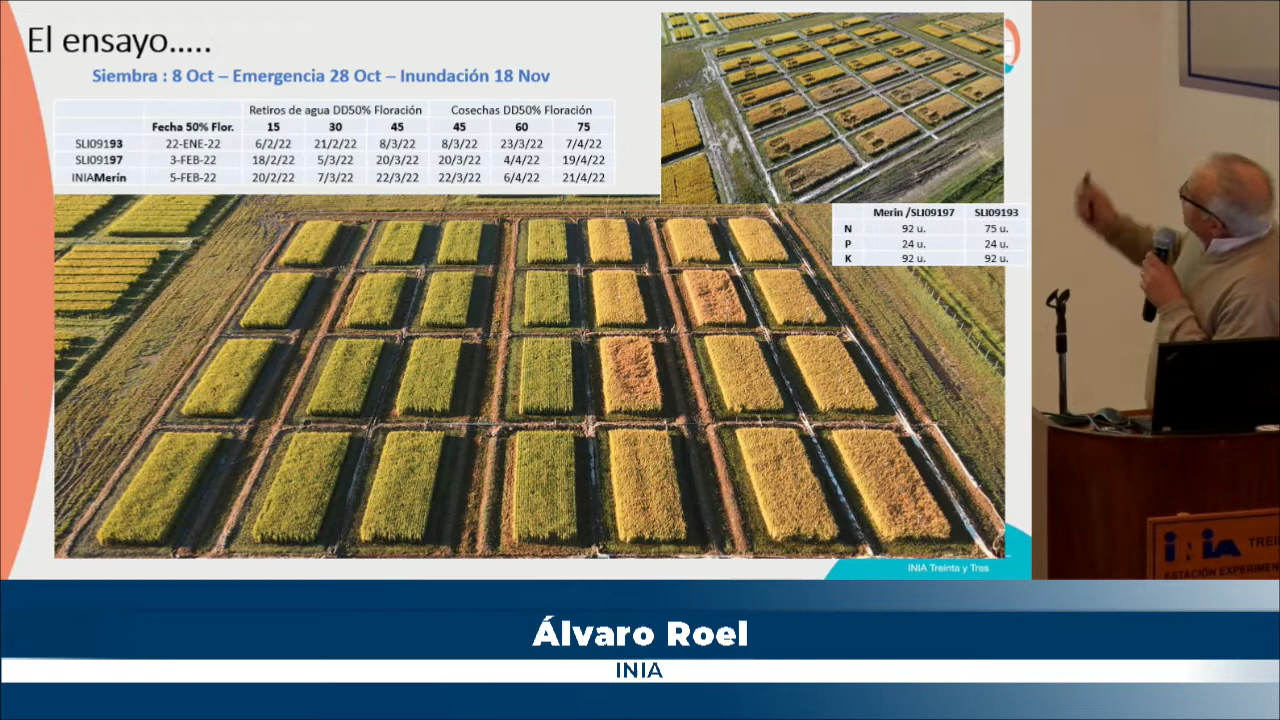 El ensayo.....
Siembra : 8 Oct – Emergencia 28 Oct – Inundación 18 Nov
Retiros de agua DD50% Floración Cosechas DD50% Floración
Fecha 50% Flor. 15 30 45 45 60 75
SLI09193 22-ENE-22 6/2/22 21/2/22 8/3/22 8/3/22 23/3/22 7/4/22
SLI09197 3-FEB-22 18/2/22 5/3/22 20/3/22 20/3/22 4/4/22 19/4/22
INIAMerín 5-FEB-22 20/2/22 7/3/22 22/3/22 22/3/22 6/4/22 21/4/22
Merin /SLI09197 SLI09193
N 92 u. 75 u.
P 24 u. 24 u.
K 92 u. 92 u.
INIA Treinta y Tres
INIA TREI
ESTACIÓN EXPERIMEN
Álvaro Roel
INIA